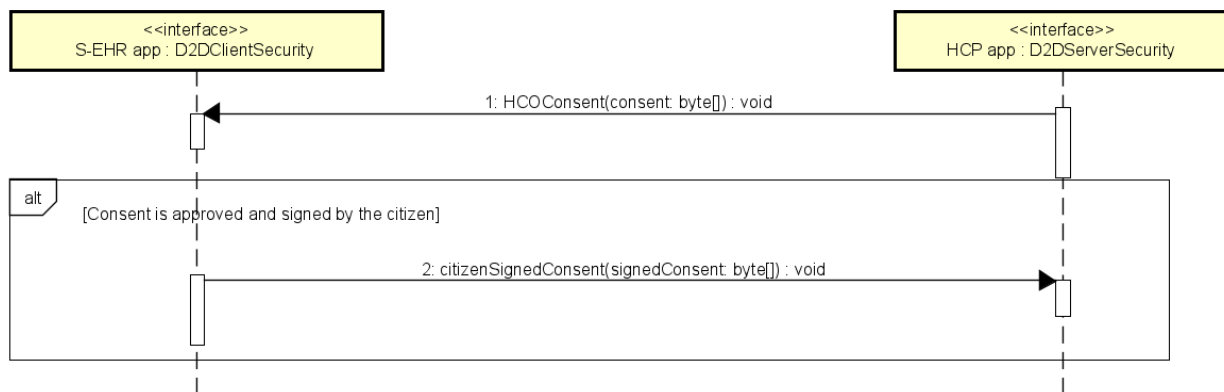 <<interface>>
S-EHR app : D2DClientSecurity
<<interface>>
HCP app : D2DServerSecurity
1: HCOConsent(consent: byte[]) : void
alt
[Consent is approved and signed by the citizen]
2: citizenSignedConsent(signedConsent: byte[]) : void